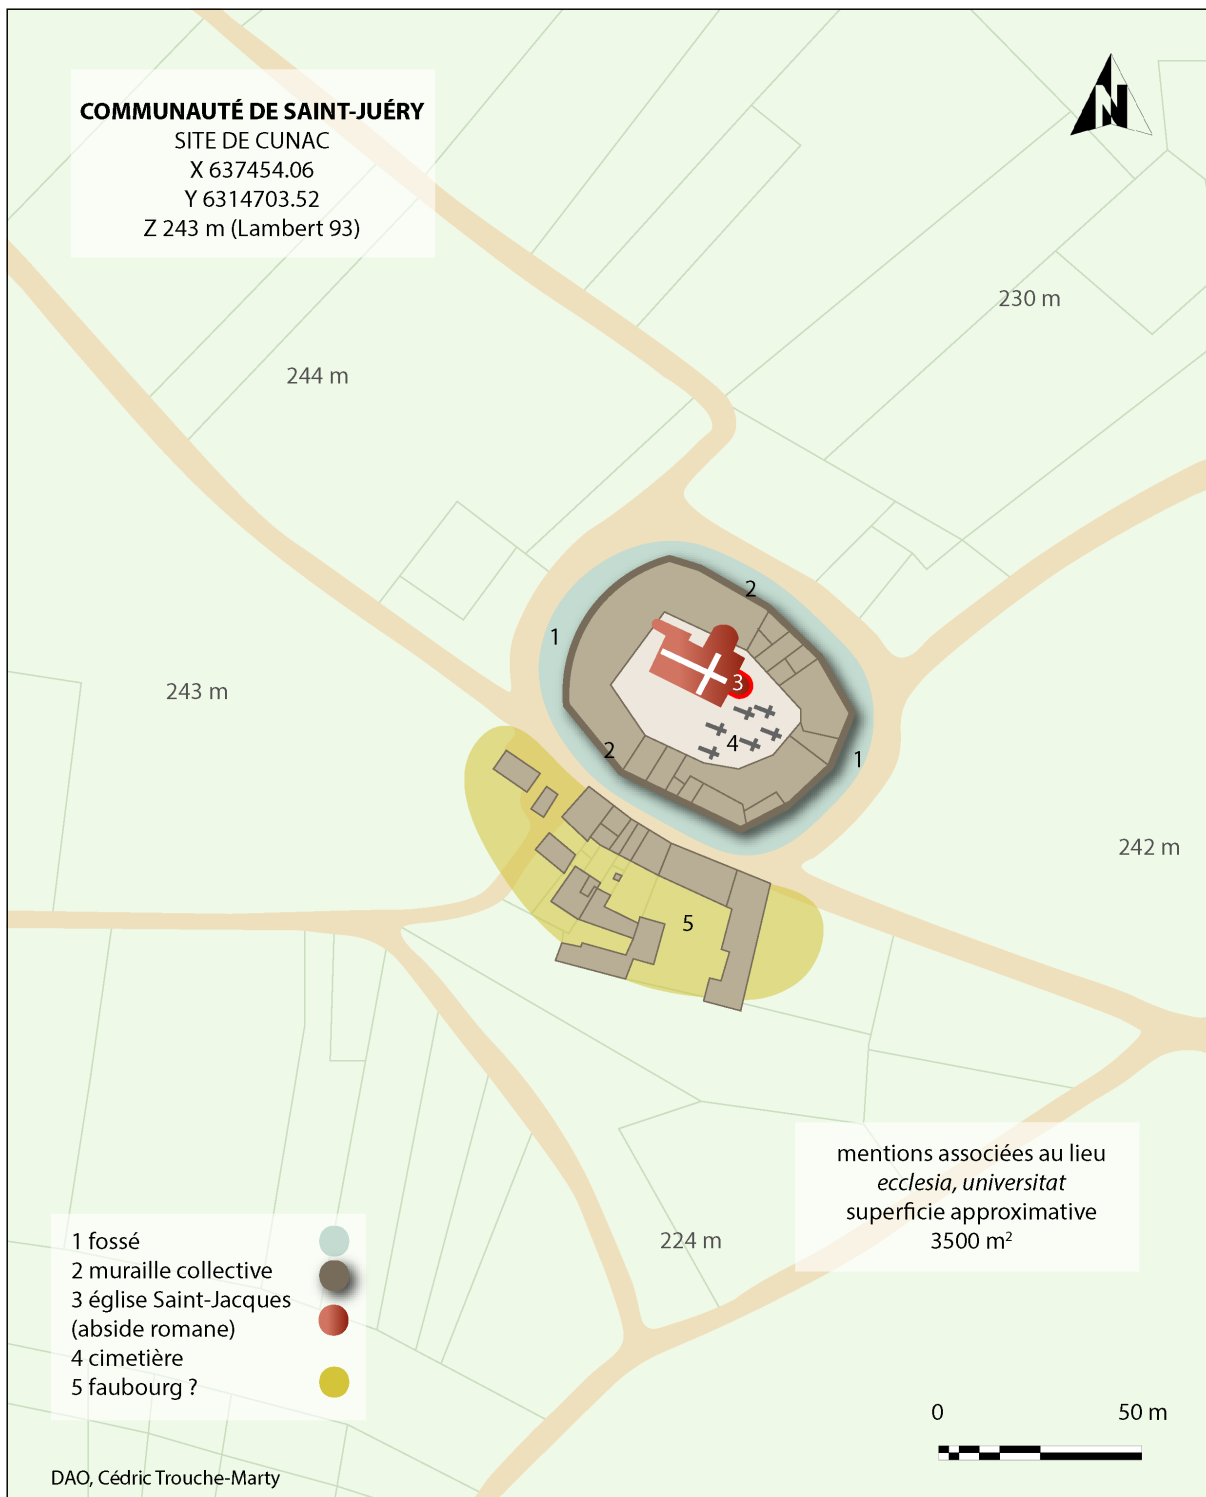 COMMUNAUTÉ DE SAINT-JUÉRY
SITE DE CUNAC
X 637454.06
Y 6314703.52
Z 243 m (Lambert 93)
N
230 m
244 m
2
1
243 m
3
4
2
1
242 m
5
mentions associées au lieu
ecclesia, universitat
superficie approximative
3500 m²
224 m
1 fossé
2 muraille collective
3 église Saint-Jacques
(abside romane)
4 cimetière
5 faubourg ?
0 50 m
DAO, Cédric Trouche-Marty